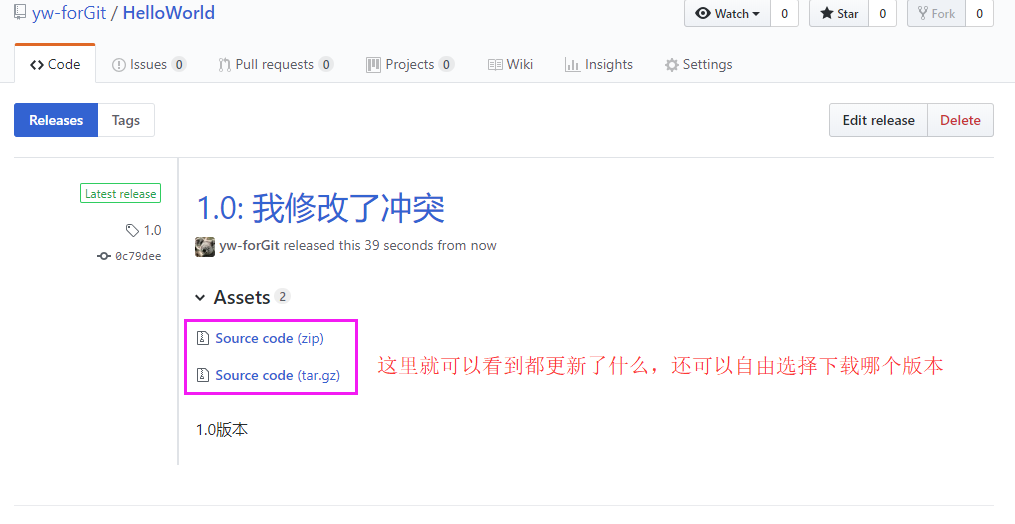 yw-forGit / HelloWorld
Watch 0 Star 0 Fork 0
Code Issues 0 Pull requests 0 Projects 0 Wiki Insights Settings
Releases Tags Edit release Delete
Latest release
1.0
0c79dee
1.0: 我修改了冲突
yw-forGit released this 39 seconds from now
Assets 2
Source code (zip)
Source code (tar.gz)
这里就可以看到都更新了什么，还可以自由选择下载哪个版本
1.0版本